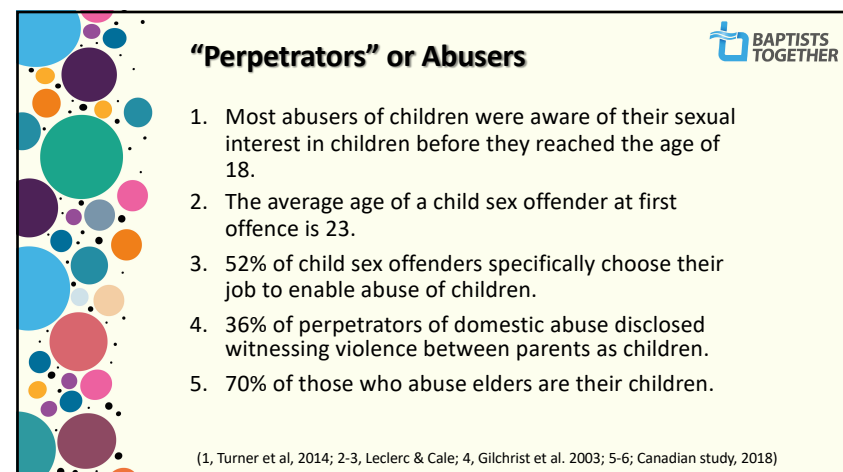 "Perpetrators" or Abusers
BAPTISTS
TOGETHER
1. Most abusers of children were aware of their sexual
interest in children before they reached the age of
18.
2. The average age of a child sex offender at first
offence is 23.
3. 52% of child sex offenders specifically choose their
job to enable abuse of children.
4. 36% of perpetrators of domestic abuse disclosed
witnessing violence between parents as children.
5. 70% of those who abuse elders are their children.
(1, Turner et al, 2014; 2-3, Leclerc & Cale; 4, Gilchrist et al. 2003; 5-6; Canadian study, 2018)